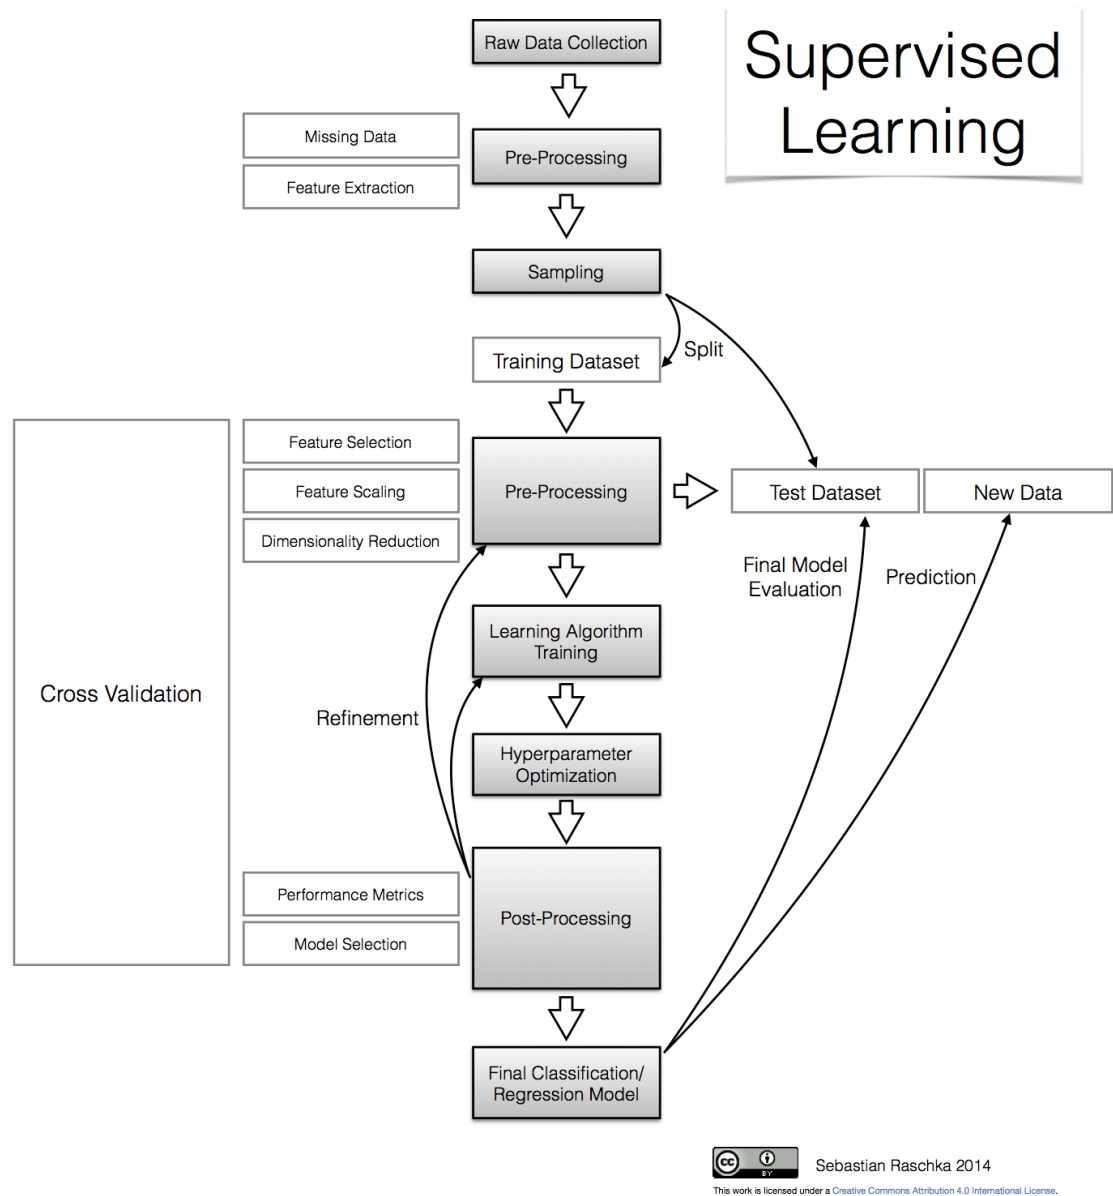 Supervised
Learning
Raw Data Collection
Missing Data
Feature Extraction
Pre-Processing
Sampling
Split
Training Dataset
Cross Validation
Feature Selection
Feature Scaling
Dimensionality Reduction
Pre-Processing
Test Dataset
New Data
Final Model
Evaluation
Prediction
Learning Algorithm
Training
Refinement
Hyperparameter
Optimization
Performance Metrics
Model Selection
Post-Processing
Final Classification/
Regression Model
cc
BY
Sebastian Raschka 2014
This work is licensed under a Creative Commons Attribution 4.0 International License.